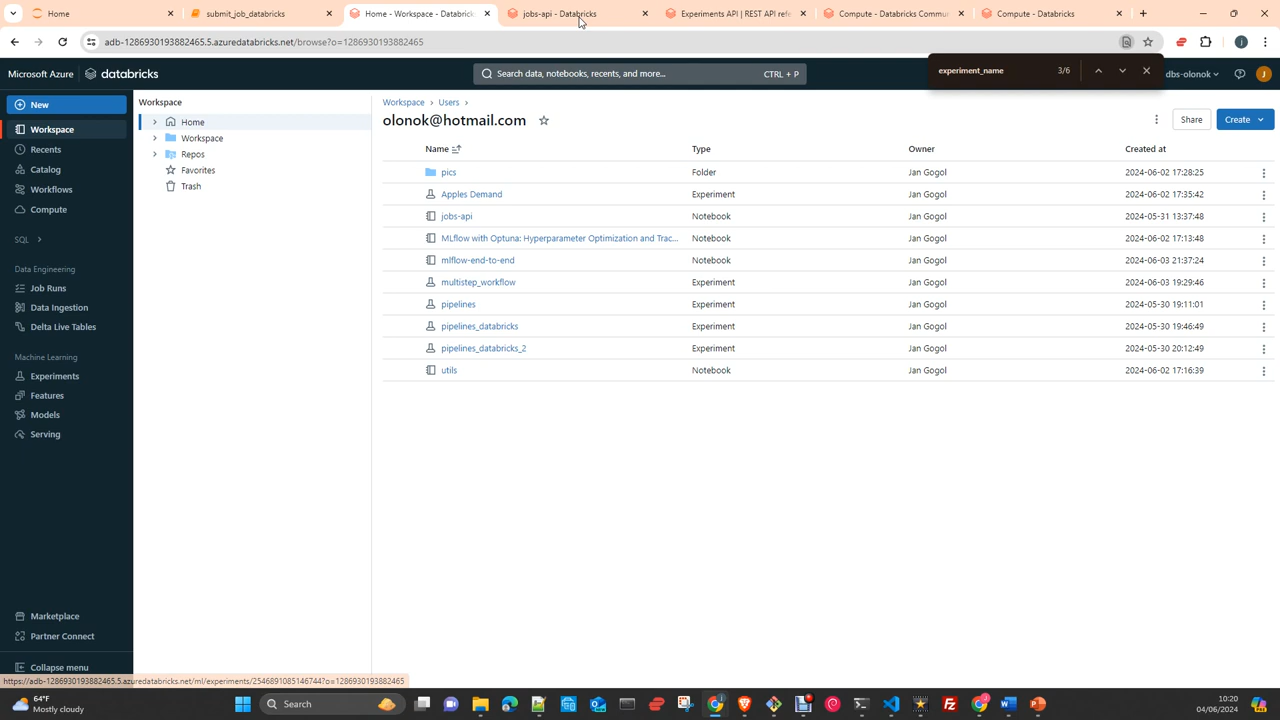 Home
submit_job_databricks
Home - Workspace - Databricks
jobs-api - Databricks
Experiments API | REST API refe
Compute - Databricks Commu
Compute - Databricks
adb-1286930193882465.5.azuredatabricks.net/browse?o=1286930193882465
experiment_name 3/6
Microsoft Azure databricks
Search data, notebooks, recents, and more... CTRL + P
dbs-olonok
J
New
Workspace
Recents
Catalog
Workflows
Compute
SQL
Data Engineering
Job Runs
Data Ingestion
Delta Live Tables
Machine Learning
Experiments
Features
Models
Serving
Marketplace
Partner Connect
Collapse menu
Workspace
Home
Workspace
Repos
Favorites
Trash
Workspace > Users >
olonok@hotmail.com
Share
Create
Name Type Owner Created at
pics Folder Jan Gogol 2024-06-02 17:28:25
Apples Demand Experiment Jan Gogol 2024-06-02 17:35:42
jobs-api Notebook Jan Gogol 2024-05-31 13:37:48
MLflow with Optuna: Hyperparameter Optimization and Trac... Notebook Jan Gogol 2024-06-02 17:13:48
mlflow-end-to-end Notebook Jan Gogol 2024-06-03 21:37:24
multistep_workflow Experiment Jan Gogol 2024-06-03 19:29:46
pipelines Experiment Jan Gogol 2024-05-30 19:11:01
pipelines_databricks Experiment Jan Gogol 2024-05-30 19:46:49
pipelines_databricks_2 Experiment Jan Gogol 2024-05-30 20:12:49
utils Notebook Jan Gogol 2024-06-02 17:16:39
https://adb-1286930193882465.5.azuredatabricks.net/ml/experiments/2546891085146744?o=1286930193882465
64°F
Mostly cloudy
Search
10:20
04/06/2024